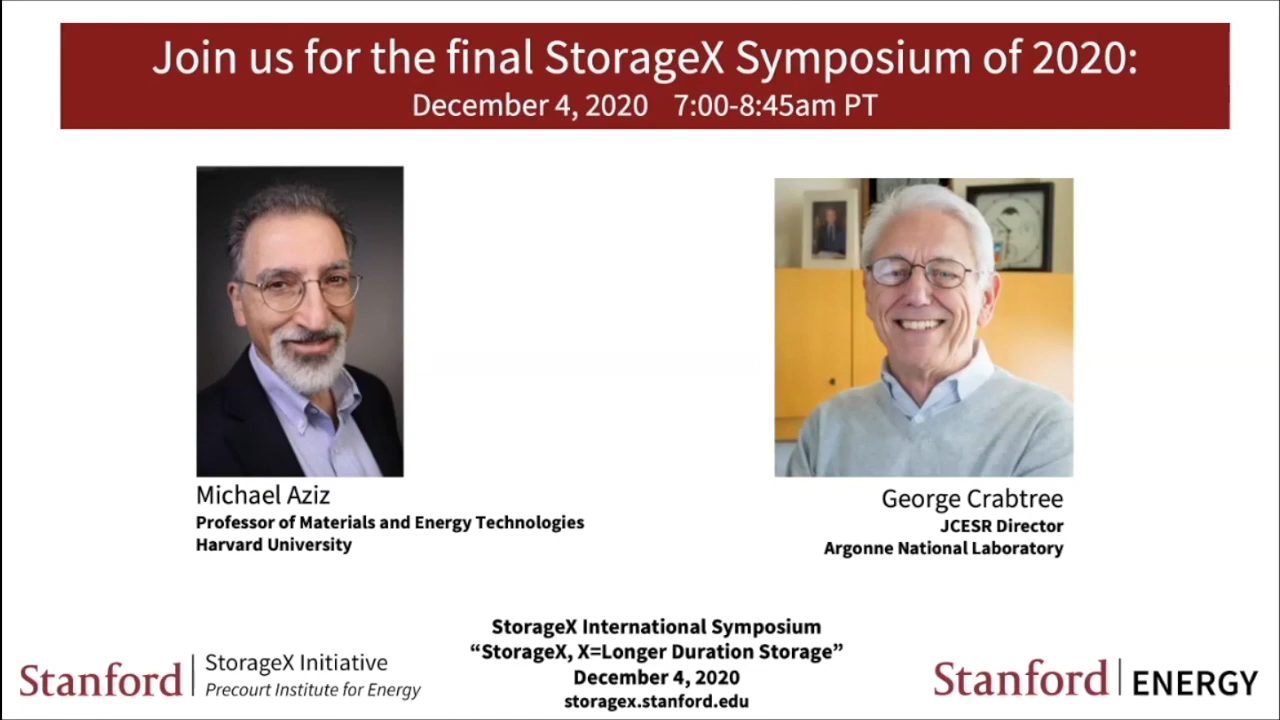 Join us for the final StorageX Symposium of 2020:
December 4, 2020 7:00-8:45am PT
Michael Aziz
Professor of Materials and Energy Technologies
Harvard University
George Crabtree
JCESR Director
Argonne National Laboratory
StorageX International Symposium
“StorageX, X=Longer Duration Storage”
December 4, 2020
storagex.stanford.edu
Stanford
StorageX Initiative
Precourt Institute for Energy
Stanford ENERGY